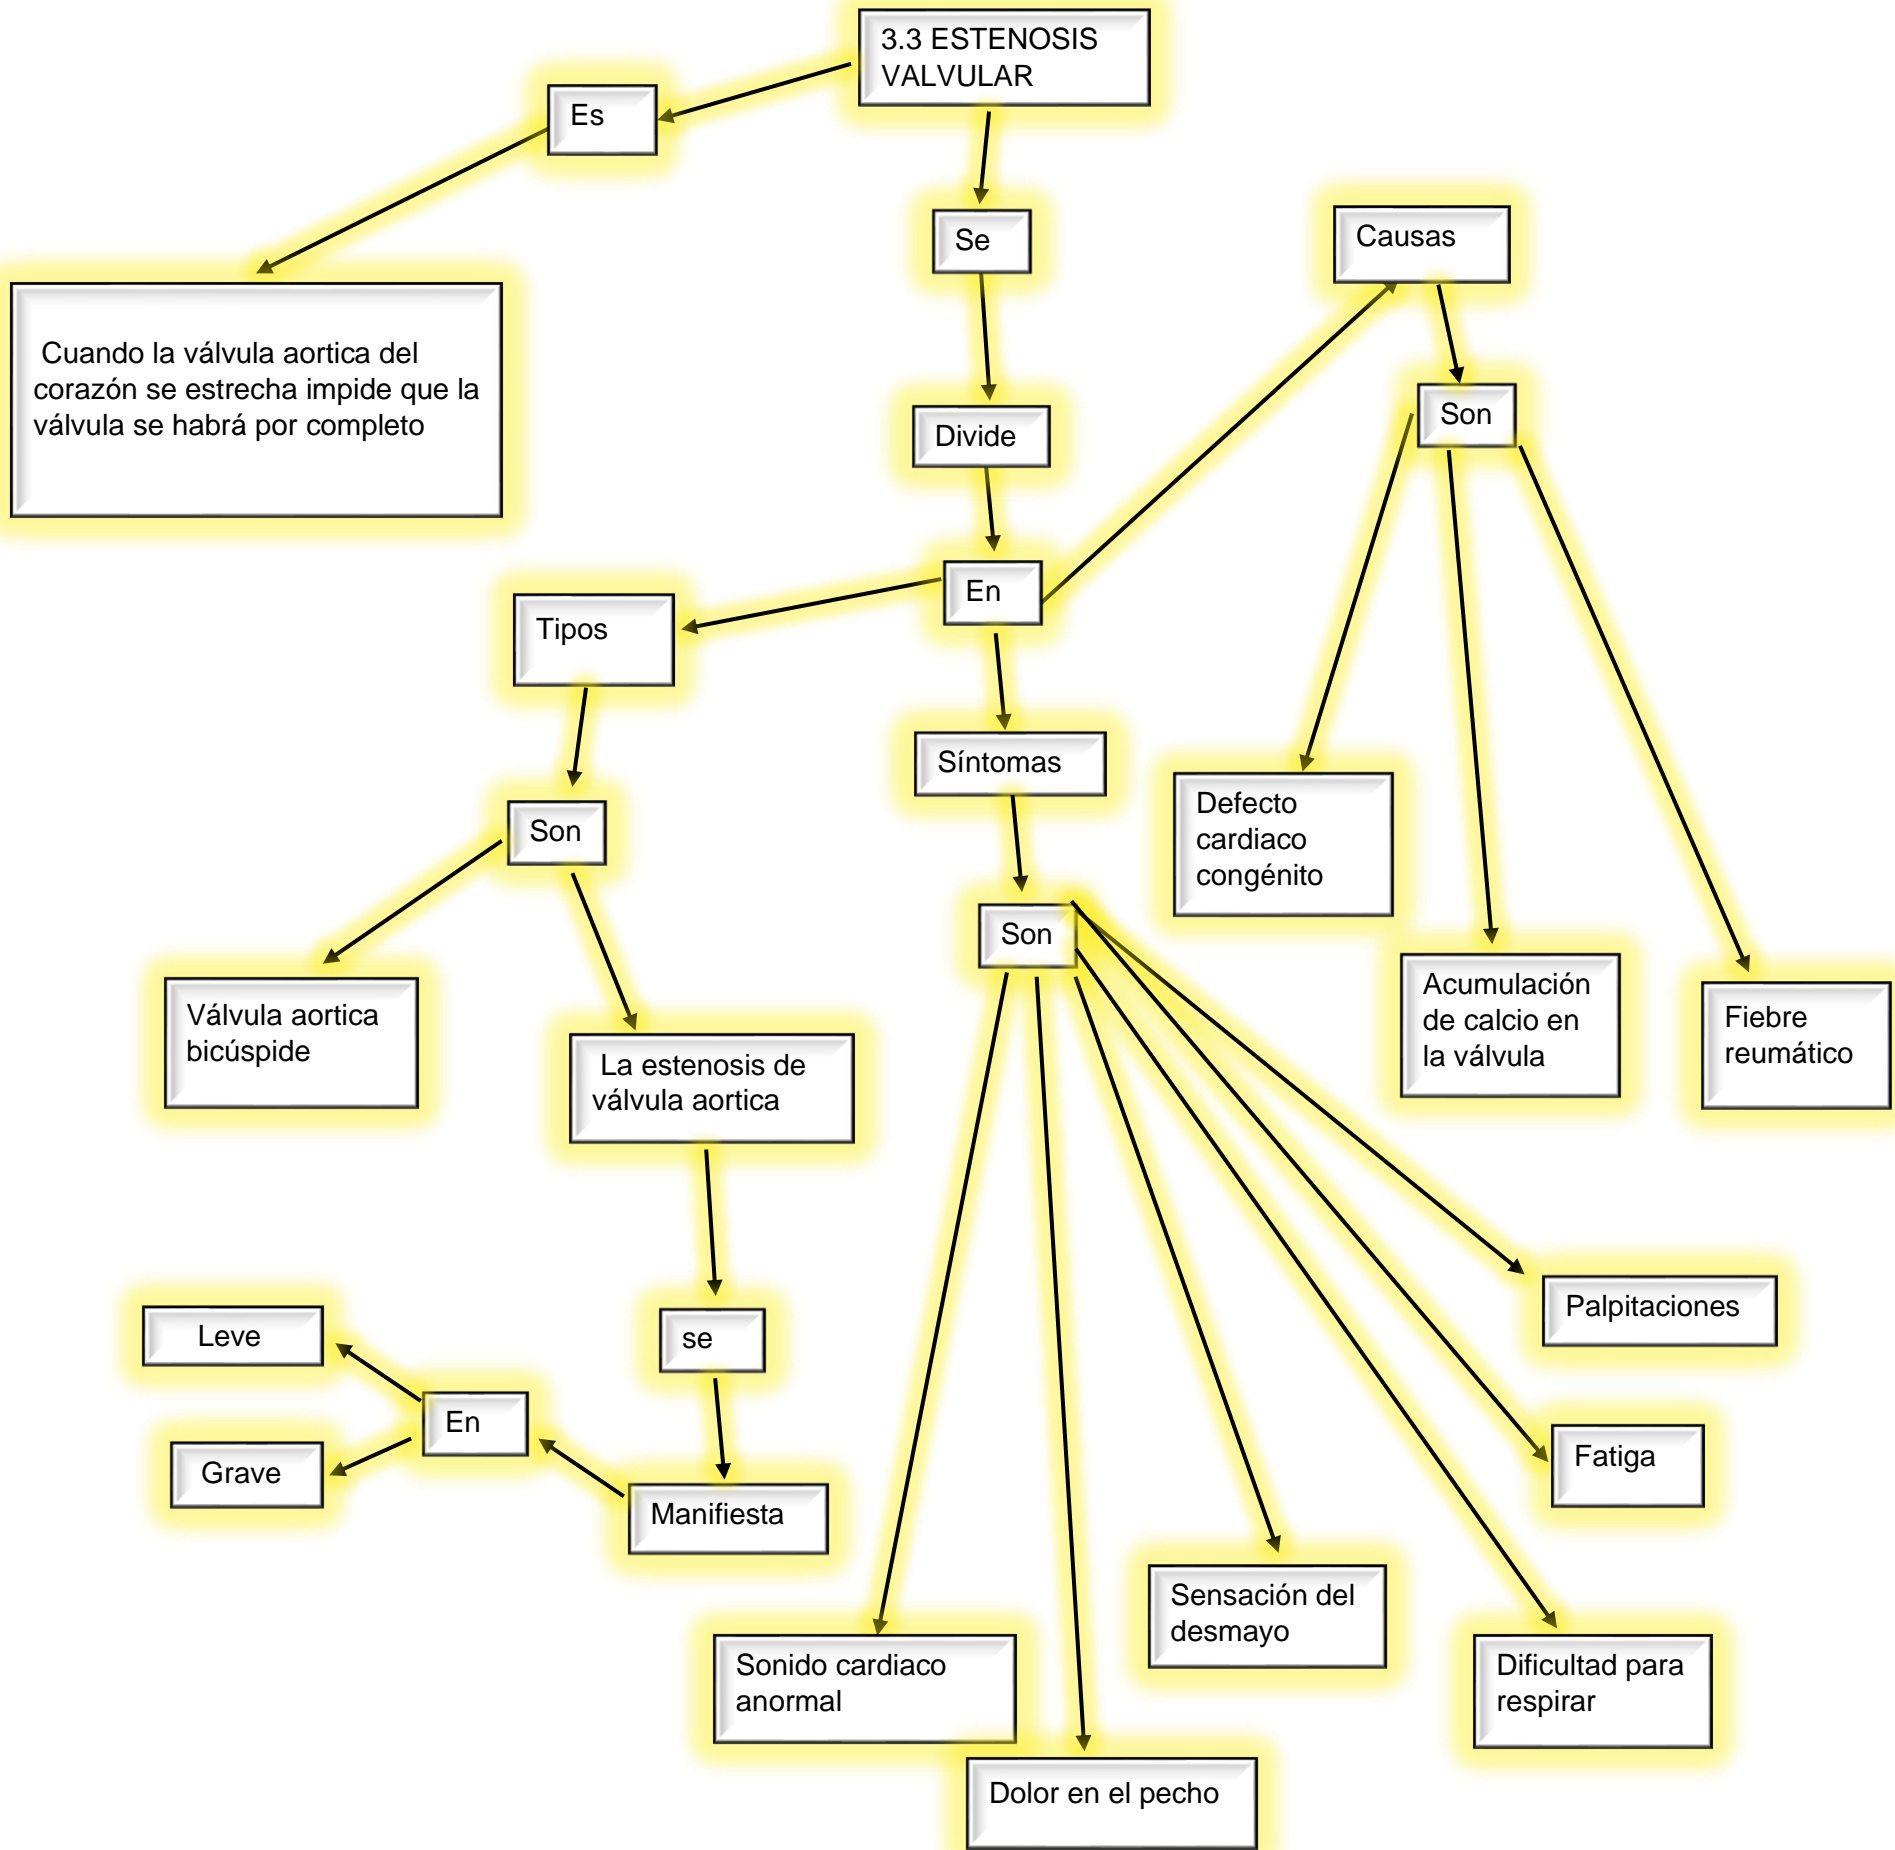 3.3 ESTENOSIS
VALVULAR
Es
Cuando la válvula aortica del
corazón se estrecha impide que la
válvula se habrá por completo
Se
Divide
En
Tipos
Son
Válvula aortica
bicúspide
La estenosis de
válvula aortica
se
Manifiesta
En
Leve
Grave
Síntomas
Son
Sonido cardiaco
anormal
Dolor en el pecho
Sensación del
desmayo
Dificultad para
respirar
Fatiga
Palpitaciones
Causas
Son
Defecto
cardiaco
congénito
Acumulación
de calcio en
la válvula
Fiebre
reumático